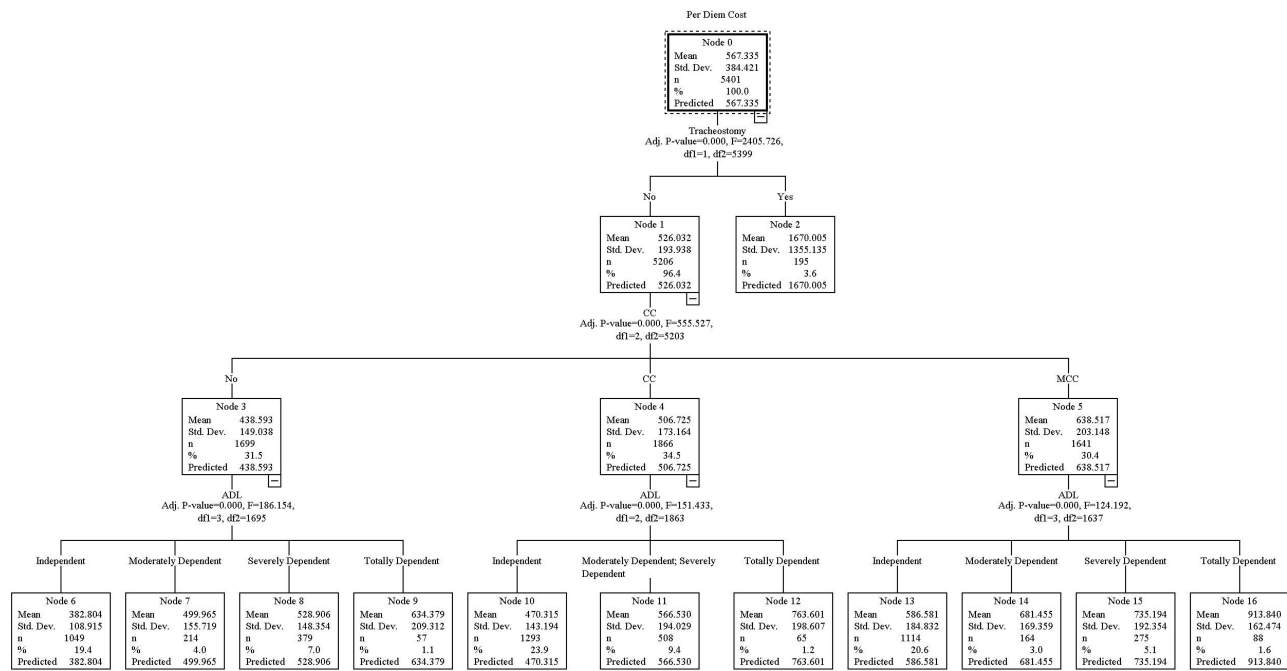 Per Diem Cost
Node 0
Mean 567.335
Std. Dev. 384.421
n 5401
% 100.0
Predicted 567.335
Tracheostomy
Adj. P-value=0.000, F=2405.726,
df1=1, df2=5399
No
Yes
Node 1
Mean 526.032
Std. Dev. 193.938
n 5206
% 96.4
Predicted 526.032
Node 2
Mean 1670.005
Std. Dev. 1355.135
n 195
% 3.6
Predicted 1670.005
CC
Adj. P-value=0.000, F=555.527,
df1=2, df2=5203
No
CC
MCC
Node 3
Mean 438.593
Std. Dev. 149.038
n 1699
% 31.5
Predicted 438.593
Node 4
Mean 506.725
Std. Dev. 173.164
n 1866
% 34.5
Predicted 506.725
Node 5
Mean 638.517
Std. Dev. 203.148
n 1641
% 30.4
Predicted 638.517
ADL
Adj. P-value=0.000, F=186.154,
df1=3, df2=1695
ADL
Adj. P-value=0.000, F=151.433,
df1=2, df2=1863
ADL
Adj. P-value=0.000, F=124.192,
df1=3, df2=1637
Independent
Moderately Dependent
Severely Dependent
Totally Dependent
Independent
Moderately Dependent; Severely
Dependent
Totally Dependent
Independent
Moderately Dependent
Severely Dependent
Totally Dependent
Node 6
Mean 382.804
Std. Dev. 108.915
n 1049
% 19.4
Predicted 382.804
Node 7
Mean 499.965
Std. Dev. 155.719
n 214
% 4.0
Predicted 499.965
Node 8
Mean 528.906
Std. Dev. 148.354
n 379
% 7.0
Predicted 528.906
Node 9
Mean 634.379
Std. Dev. 209.312
n 57
% 1.1
Predicted 634.379
Node 10
Mean 470.315
Std. Dev. 143.194
n 1293
% 23.9
Predicted 470.315
Node 11
Mean 566.530
Std. Dev. 194.029
n 508
% 9.4
Predicted 566.530
Node 12
Mean 763.601
Std. Dev. 198.607
n 65
% 1.2
Predicted 763.601
Node 13
Mean 586.581
Std. Dev. 184.832
n 1114
% 20.6
Predicted 586.581
Node 14
Mean 681.455
Std. Dev. 169.359
n 164
% 3.0
Predicted 681.455
Node 15
Mean 735.194
Std. Dev. 192.354
n 275
% 5.1
Predicted 735.194
Node 16
Mean 913.840
Std. Dev. 162.474
n 88
% 1.6
Predicted 913.840